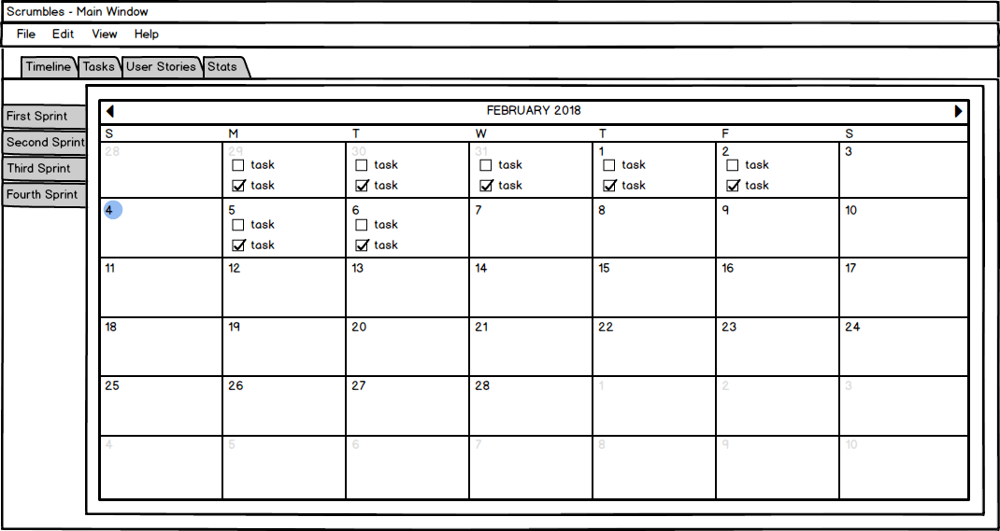 Scrumbles - Main Window
File Edit View Help
Timeline Tasks User Stories Stats
First Sprint
Second Sprint
Third Sprint
Fourth Sprint
FEBRUARY 2018
S M T W T F S
28 29 30 31 1 2 3
task task task task task
task task task task task
4 5 6 7 8 9 10
task task
task task
11 12 13 14 15 16 17
18 19 20 21 22 23 24
25 26 27 28 1 2 3
4 5 6 7 8 9 10